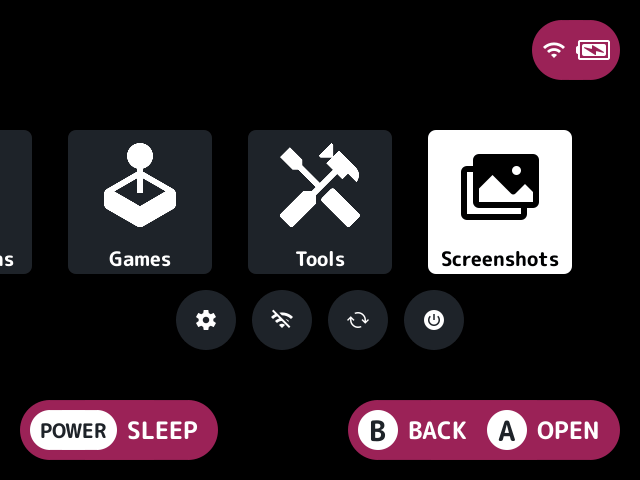 ns
Games
Tools
Screenshots
POWER SLEEP
B BACK A OPEN